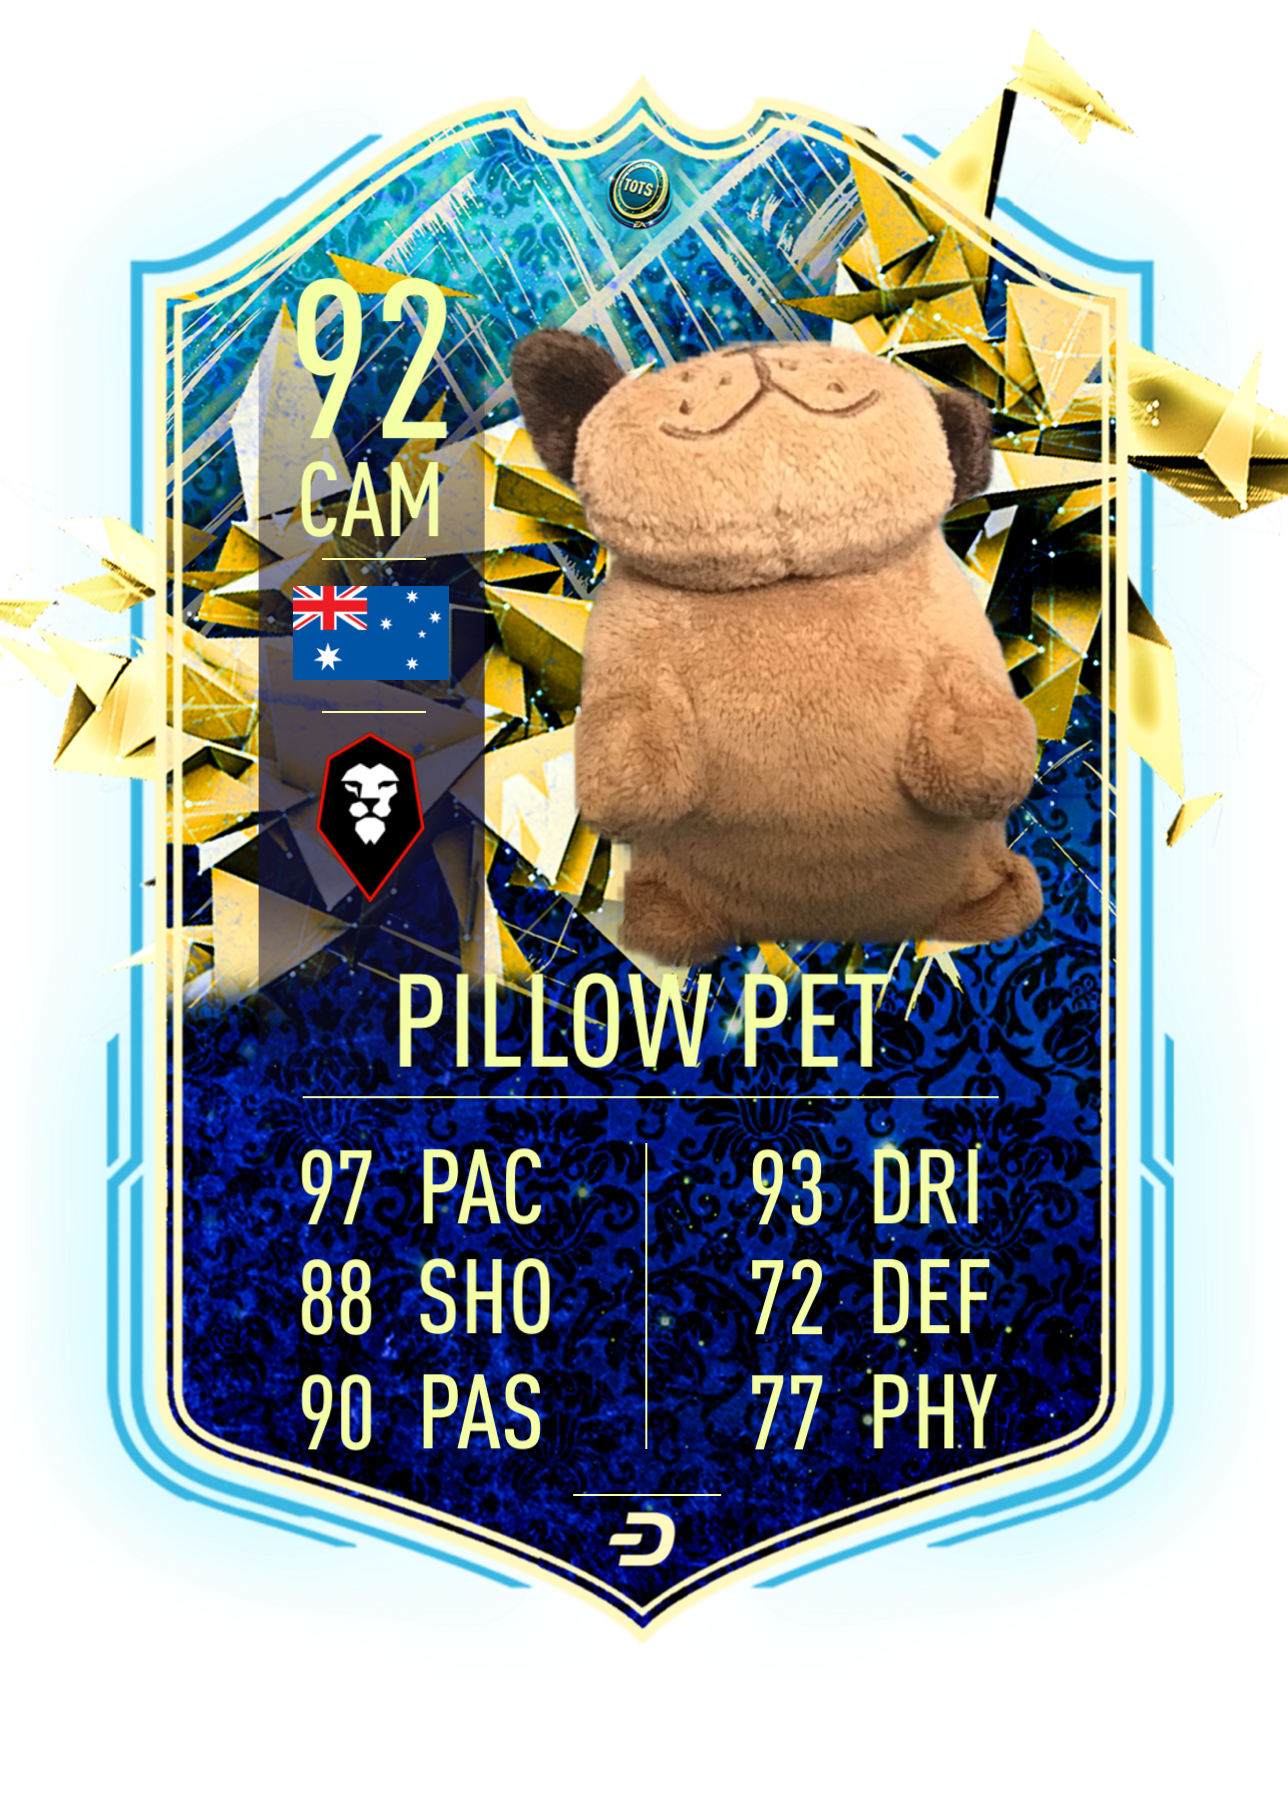 TOTS
92
CAM
PILLOW PET
97 PAC
88 SHO
90 PAS
93 DRI
72 DEF
77 PHY